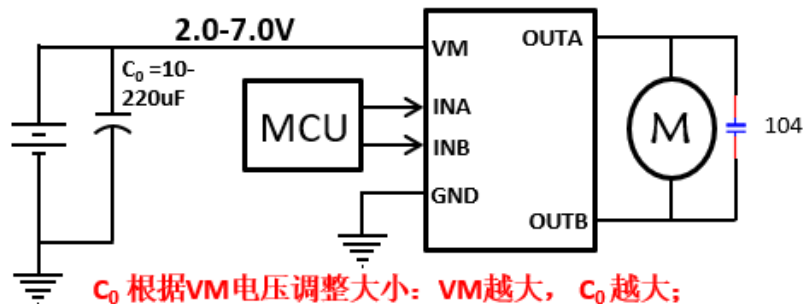 2.0-7.0V
C₀ =10-
220uF
MCU
VM
INA
INB
GND
OUTA
OUTB
M
104
C₀ 根据VM电压调整大小：VM越大， C₀ 越大；